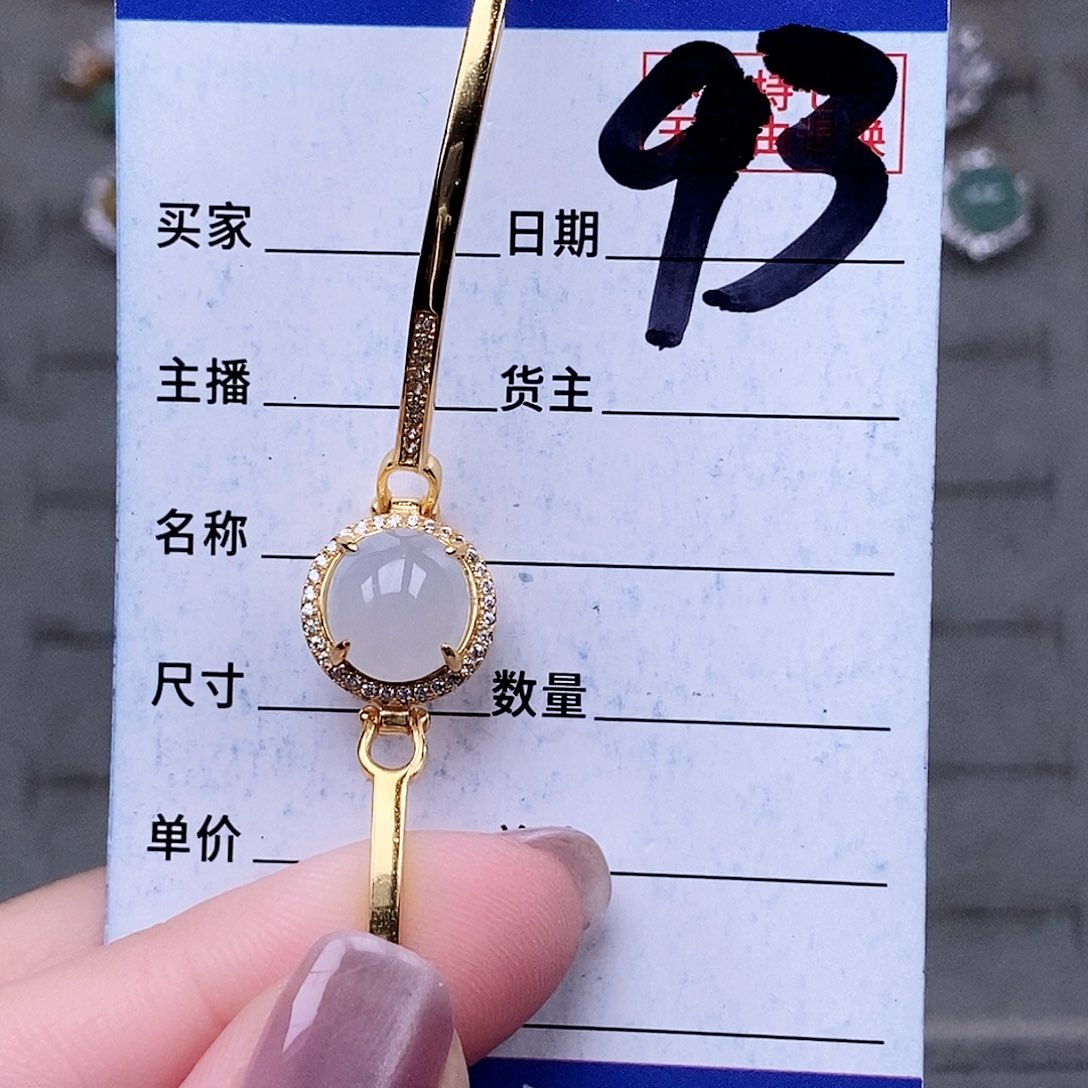 93
买家 日期
主播 货主
名称
尺寸 数量
单价